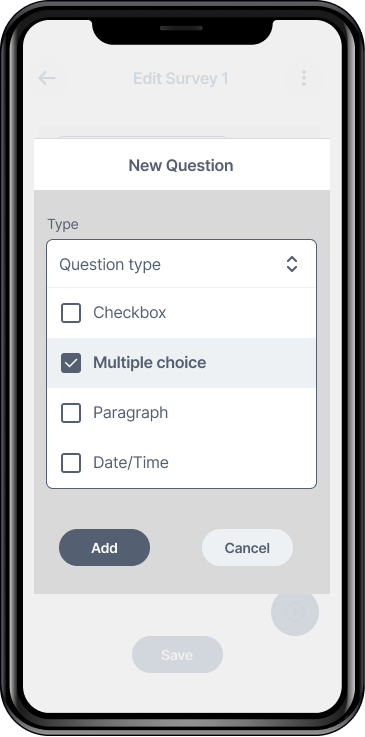 Edit Survey 1
New Question
Type
Question type
Checkbox
Multiple choice
Paragraph
Date/Time
Add
Cancel
Save